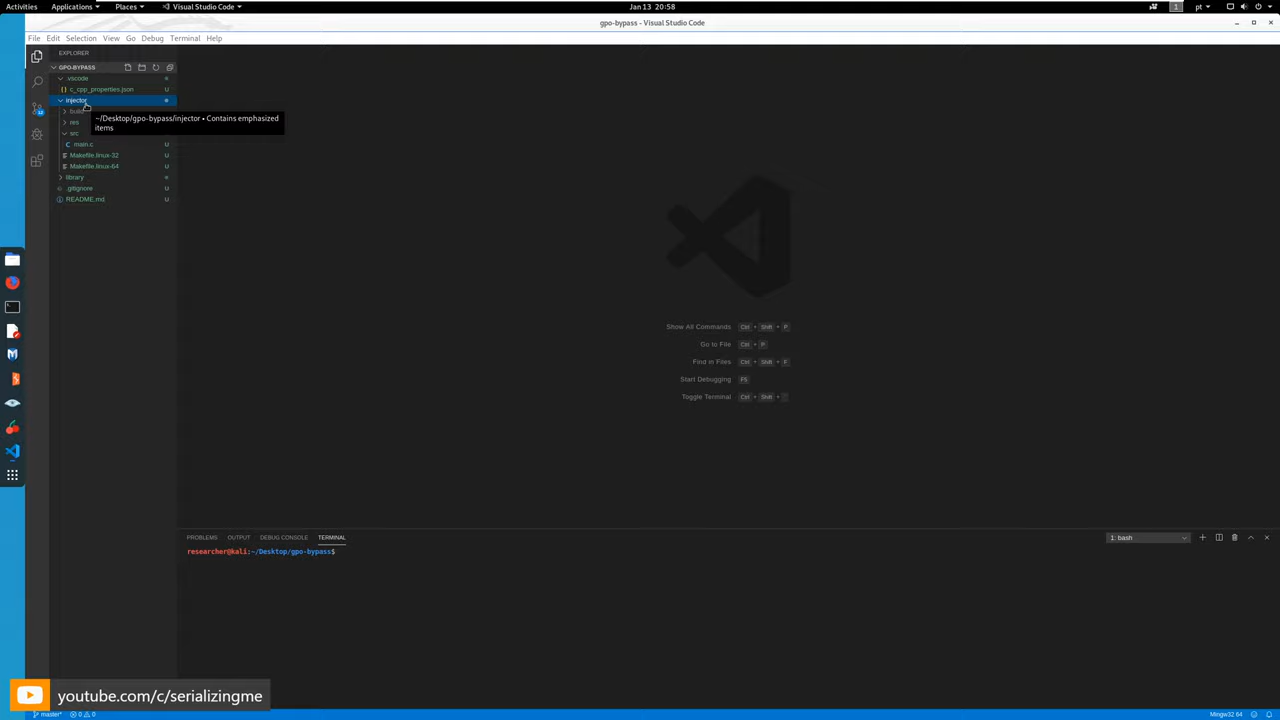 Activities Applications Places Visual Studio Code Jan 13 20:58 1 pt
gpo-bypass - Visual Studio Code
File Edit Selection View Go Debug Terminal Help
EXPLORER
GPO-BYPASS
.vscode
{} c_cpp_properties.json U
injector
build
~/Desktop/gpo-bypass/injector • Contains emphasized
items
res
src
C main.c U
Makefile.linux-32 U
Makefile.linux-64 U
library
.gitignore U
README.md U
Show All Commands Ctrl + Shift + P
Go to File Ctrl + P
Find in Files Ctrl + Shift + F
Start Debugging F5
Toggle Terminal Ctrl + Shift + `
PROBLEMS OUTPUT DEBUG CONSOLE TERMINAL 1: bash
researcher@kali:~/Desktop/gpo-bypass$
youtube.com/c/serializingme
master* 0 0 Mingw32 64